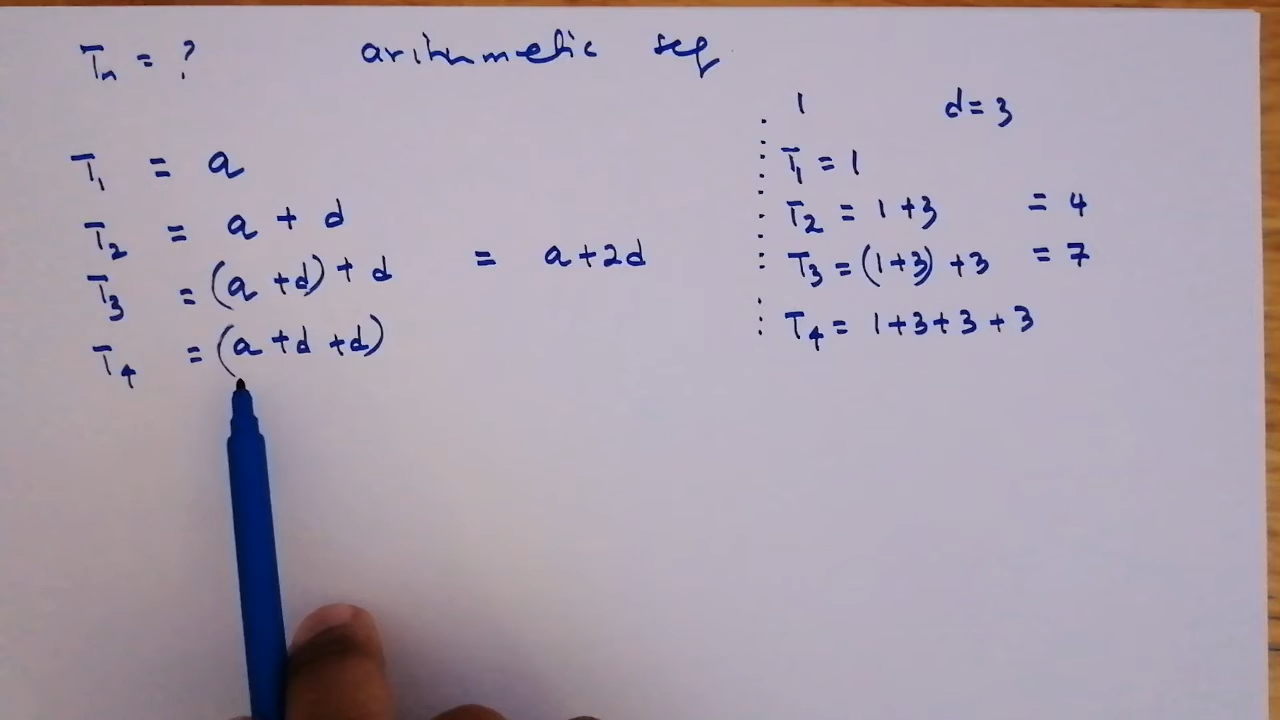 Tn = ? arithmetic seq
1 d = 3
T1 = a
T1 = 1
T2 = a + d
T2 = 1 + 3 = 4
T3 = (a + d) + d = a + 2d
T3 = (1+3) + 3 = 7
T4 = (a + d + d)
T4 = 1 + 3 + 3 + 3